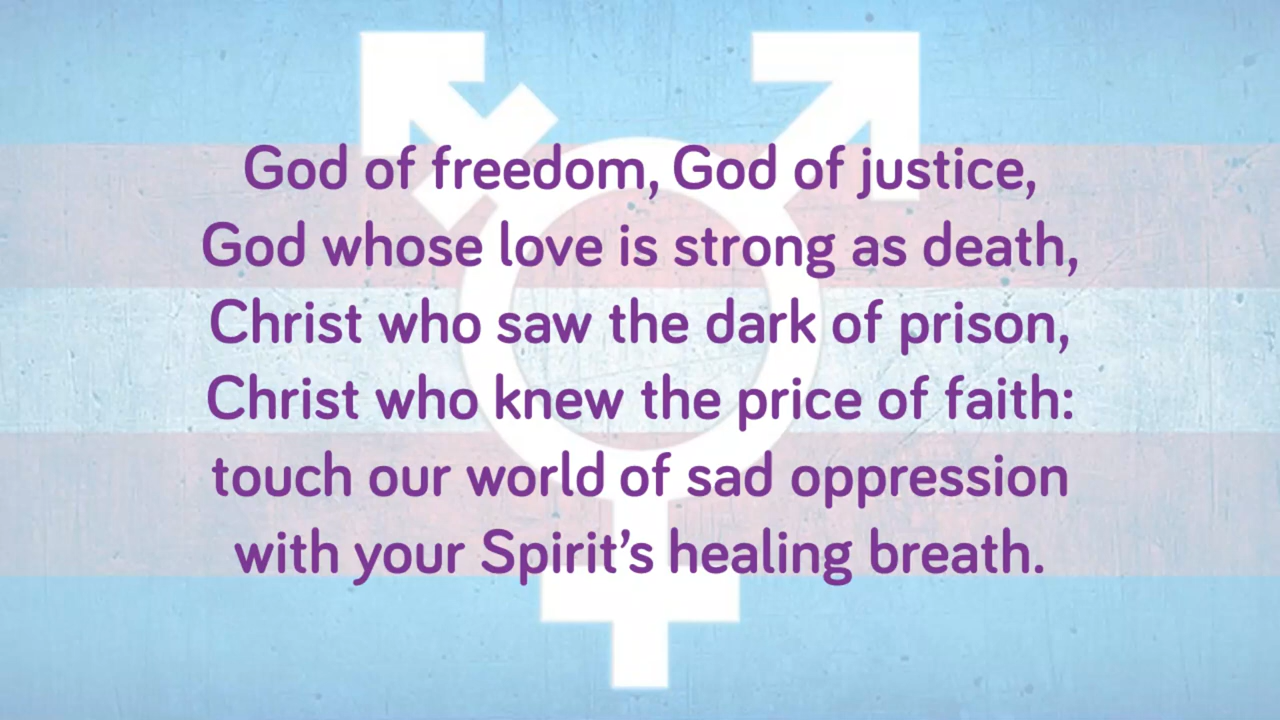 God of freedom, God of justice,
God whose love is strong as death,
Christ who saw the dark of prison,
Christ who knew the price of faith:
touch our world of sad oppression
with your Spirit’s healing breath.